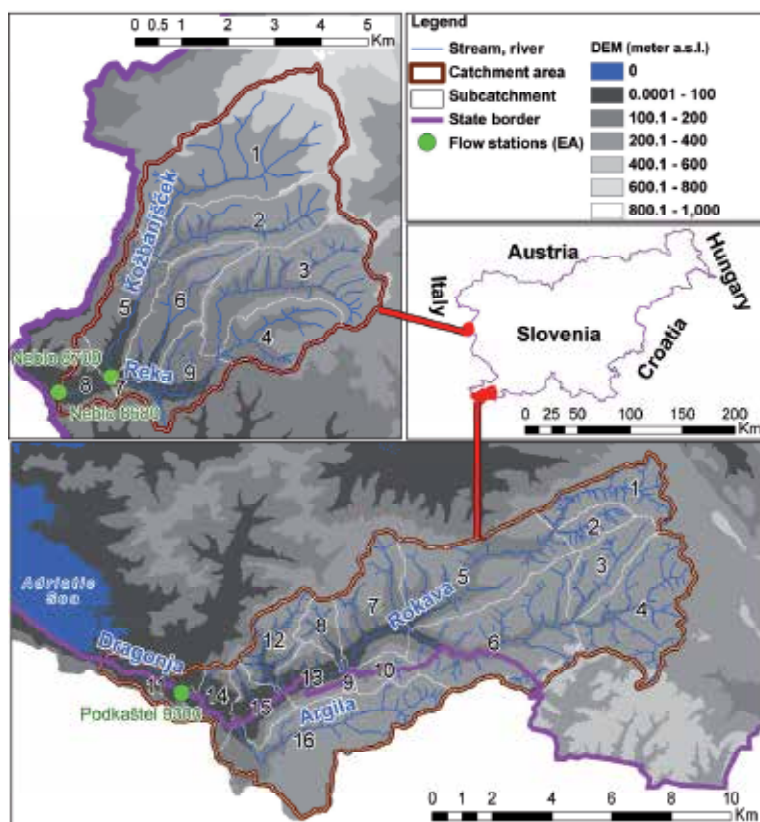 0 0.5 1 2 3 4 5
Km
1
2
3
4
5
6
7
8
9
Kožbanjšček
Reka
Neblo 8700
Neblo 8680
Legend
Stream, river
Catchment area
Subcatchment
State border
Flow stations (EA)
DEM (meter a.s.l.)
0
0.0001 - 100
100.1 - 200
200.1 - 400
400.1 - 600
600.1 - 800
800.1 - 1,000
Austria
Hungary
Italy
Slovenia
Croatia
0 25 50 100 150 200
Km
1
2
3
4
5
6
7
8
12
Rokava
Adriatic
Sea
Dragonja
11
14
13
10
9
15
Podkaštel 9300
Argila
16
0 2 4 6 8 10
Km